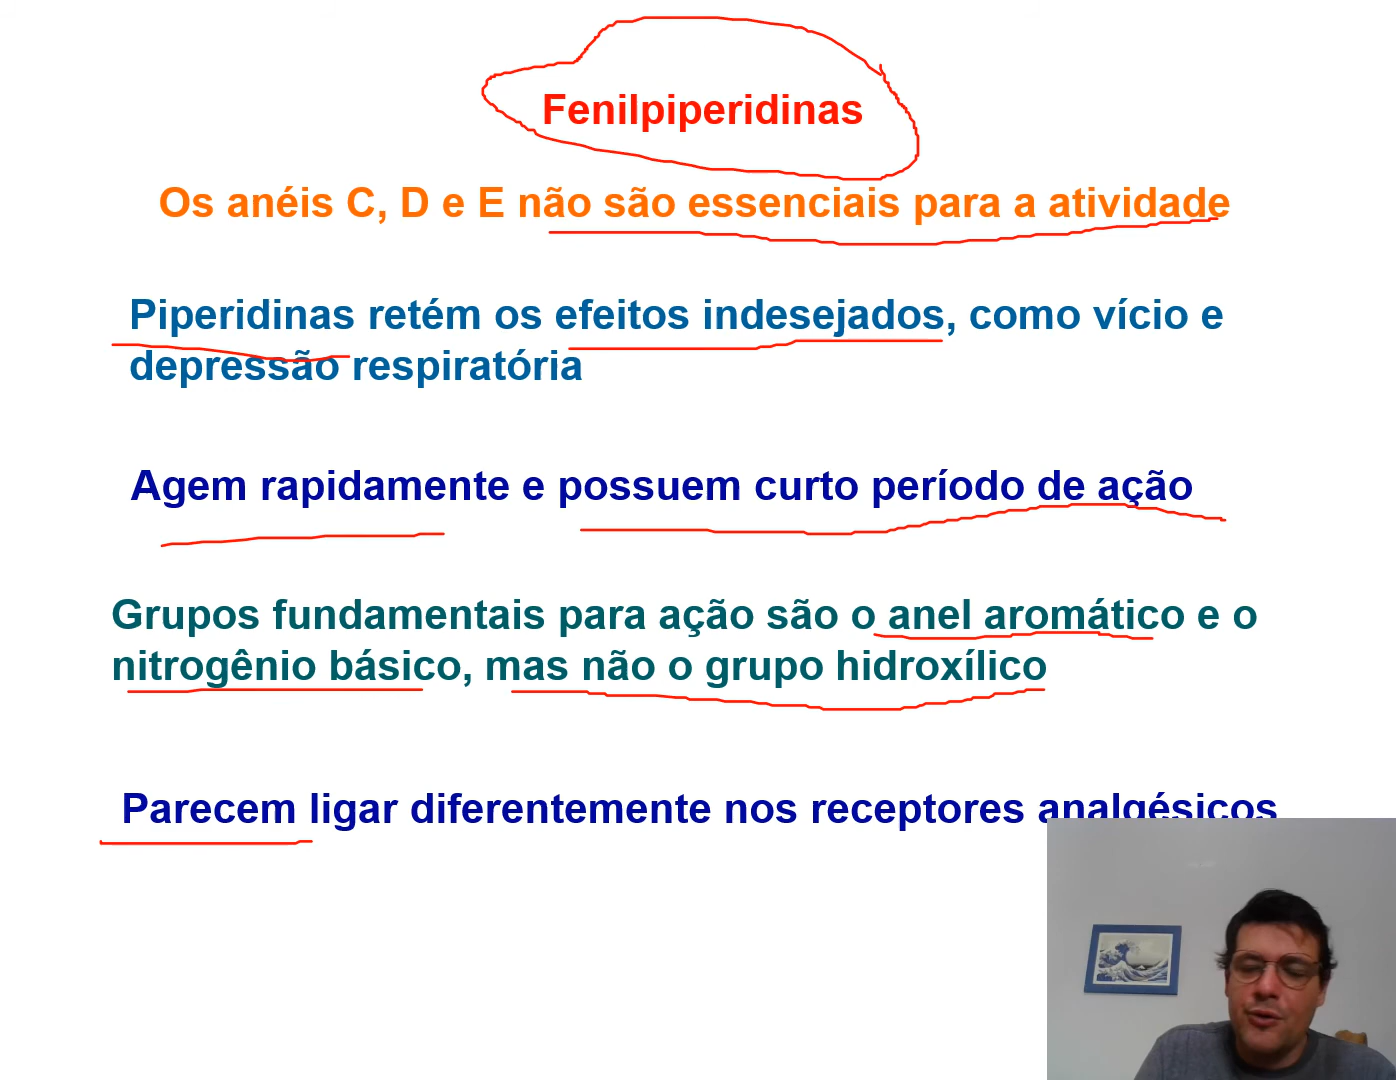 Fenilpiperidinas
Os anéis C, D e E não são essenciais para a atividade
Piperidinas retém os efeitos indesejados, como vício e
depressão respiratória
Agem rapidamente e possuem curto período de ação
Grupos fundamentais para ação são o anel aromático e o
nitrogênio básico, mas não o grupo hidroxílico
Parecem ligar diferentemente nos receptores analgésicos